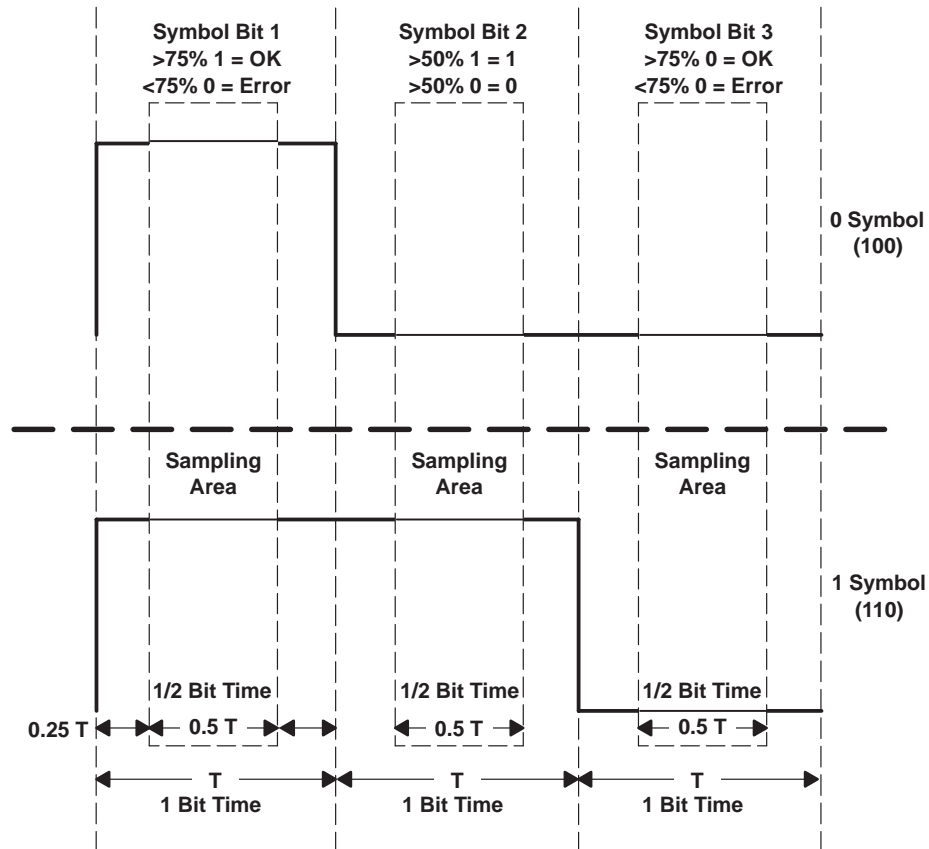 Symbol Bit 1
>75% 1 = OK
<75% 0 = Error
Symbol Bit 2
>50% 1 = 1
>50% 0 = 0
Symbol Bit 3
>75% 0 = OK
<75% 0 = Error
0 Symbol
(100)
Sampling
Area
Sampling
Area
Sampling
Area
1 Symbol
(110)
1/2 Bit Time
1/2 Bit Time
1/2 Bit Time
0.25 T
0.5 T
0.5 T
0.5 T
T
1 Bit Time
T
1 Bit Time
T
1 Bit Time